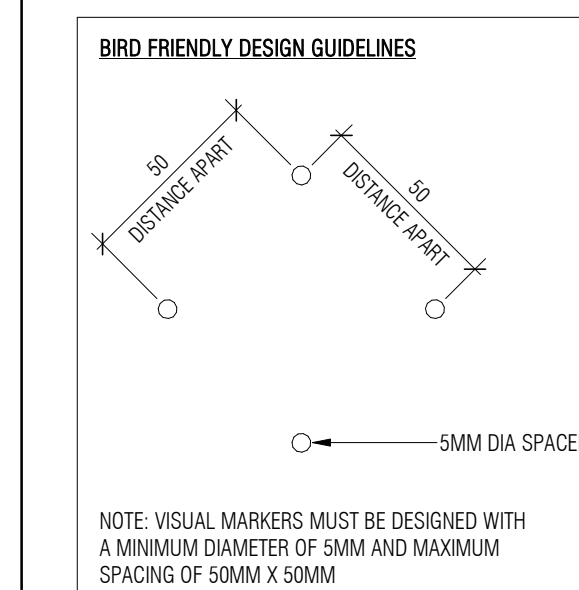 BIRD FRIENDLY DESIGN GUIDELINES
50
DISTANCE APART
50
DISTANCE APART
5MM DIA
NOTE: VISUAL MARKERS MUST BE DESIGNED WITH
A MINIMUM DIAMETER OF 5MM AND MAXIMUM
SPACING OF 50MM X 50MM